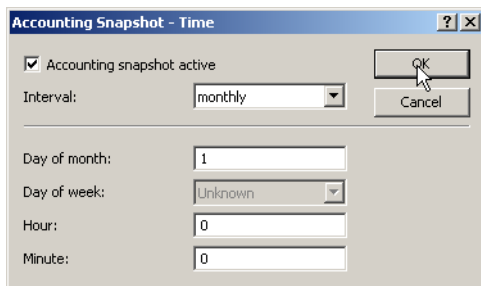 Accounting Snapshot - Time
Accounting snapshot active
OK
Interval: monthly
Cancel
Day of month: 1
Day of week: Unknown
Hour: 0
Minute: 0